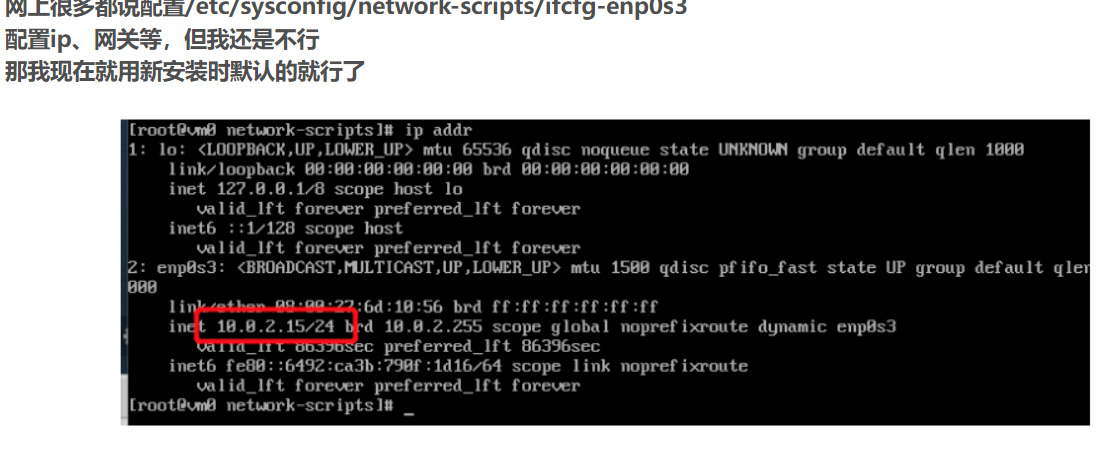 网上很多都说配置/etc/sysconfig/network-scripts/ifcfg-enp0s3
配置ip、网关等，但我还是不行
那我现在就用新安装时默认的就行了
[root@vm0 network-scripts]# ip addr
1: lo: <LOOPBACK,UP,LOWER_UP> mtu 65536 qdisc noqueue state UNKNOWN group default qlen 1000
link/loopback 00:00:00:00:00:00 brd 00:00:00:00:00:00
inet 127.0.0.1/8 scope host lo
valid_lft forever preferred_lft forever
inet6 ::1/128 scope host
valid_lft forever preferred_lft forever
2: enp0s3: <BROADCAST,MULTICAST,UP,LOWER_UP> mtu 1500 qdisc pfifo_fast state UP group default qlen
000
link/ether 08:00:27:6d:10:56 brd ff:ff:ff:ff:ff:ff
inet 10.0.2.15/24 brd 10.0.2.255 scope global noprefixroute dynamic enp0s3
valid_lft 86396sec preferred_lft 86396sec
inet6 fe80::6492:ca3b:790f:1d16/64 scope link noprefixroute
valid_lft forever preferred_lft forever
[root@vm0 network-scripts]# _